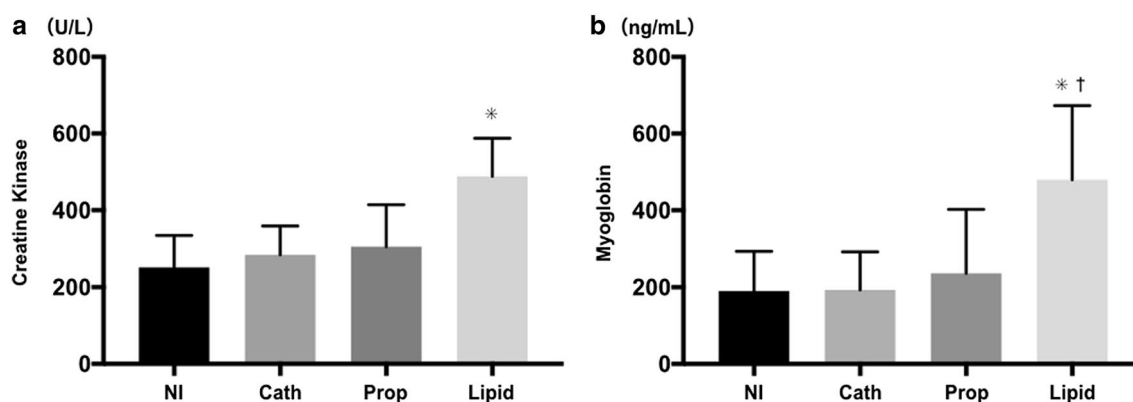 a (U/L)
800
600
400
200
0
Creatine Kinase
✳
NI Cath Prop Lipid
b (ng/mL)
800
600
400
200
0
Myoglobin
✳ †
NI Cath Prop Lipid